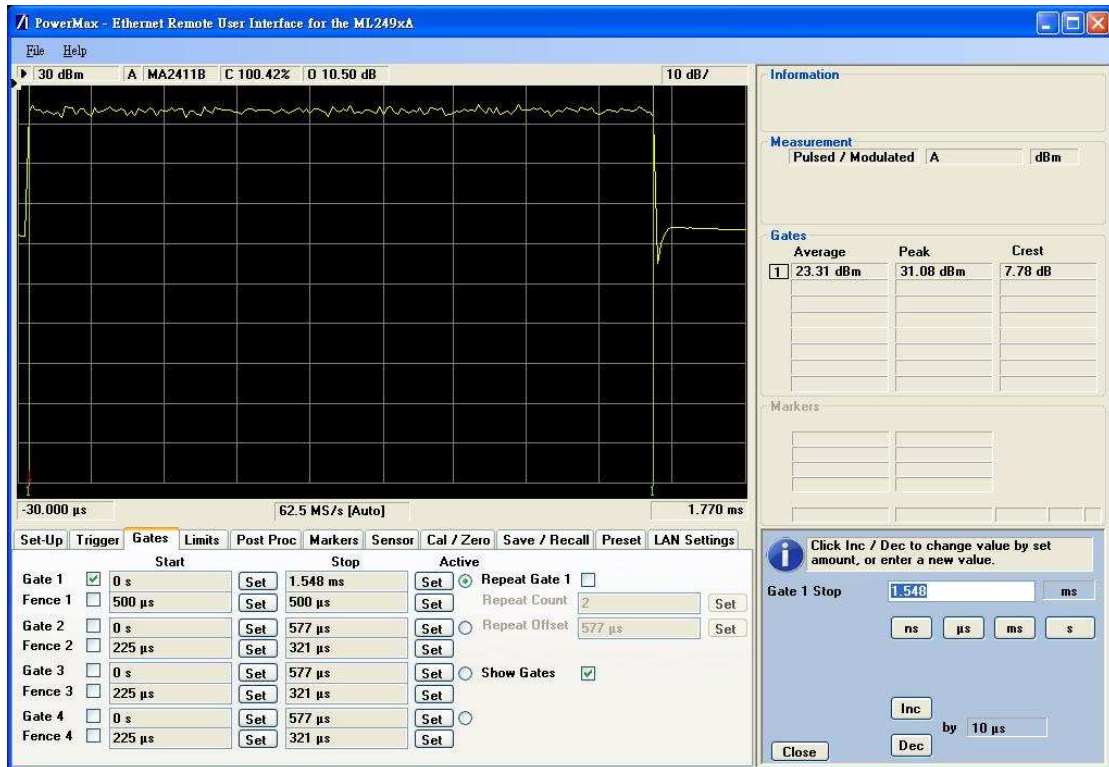 PowerMax - Ethernet Remote User Interface for the ML249xA
File Help
30 dBm A MA2411B C 100.42% O 10.50 dB 10 dB/
1 1
-30.000 µs 62.5 MS/s [Auto] 1.770 ms
Information
Measurement
Pulsed / Modulated A dBm
Gates
Average Peak Crest
1 23.31 dBm 31.08 dBm 7.78 dB
Markers
Set-Up Trigger Gates Limits Post Proc Markers Sensor Cal / Zero Save / Recall Preset LAN Settings
Start Stop Active
Gate 1 0 s Set 1.548 ms Set Repeat Gate 1
Fence 1 500 µs Set 500 µs Set Repeat Count 2 Set
Gate 2 0 s Set 577 µs Set Repeat Offset 577 µs Set
Fence 2 225 µs Set 321 µs Set
Gate 3 0 s Set 577 µs Set Show Gates
Fence 3 225 µs Set 321 µs Set
Gate 4 0 s Set 577 µs Set
Fence 4 225 µs Set 321 µs Set
Click Inc / Dec to change value by set
amount, or enter a new value.
Gate 1 Stop 1.548 ms
ns µs ms s
Inc
by 10 µs
Dec
Close